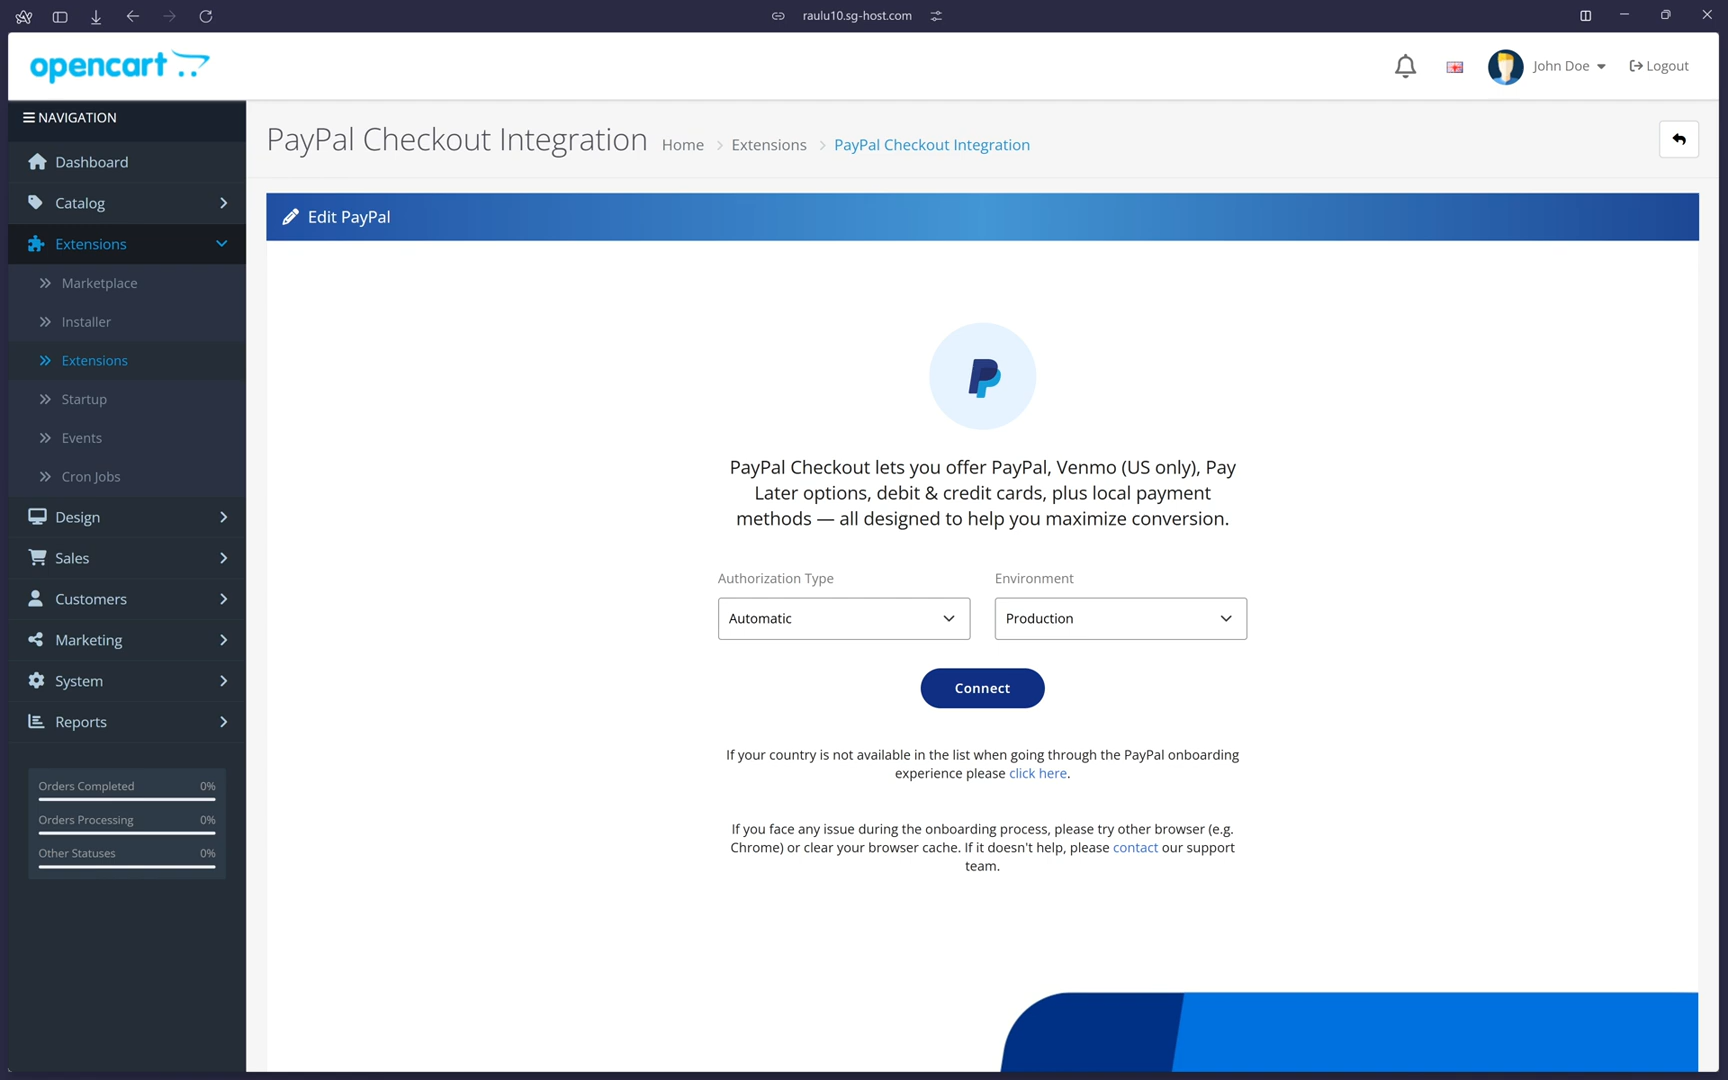 raulu10.sg-host.com
opencart
John Doe
Logout
NAVIGATION
Dashboard
Catalog
Extensions
Marketplace
Installer
Extensions
Startup
Events
Cron Jobs
Design
Sales
Customers
Marketing
System
Reports
Orders Completed 0%
Orders Processing 0%
Other Statuses 0%
PayPal Checkout Integration
Home > Extensions > PayPal Checkout Integration
Edit PayPal
PayPal Checkout lets you offer PayPal, Venmo (US only), Pay
Later options, debit & credit cards, plus local payment
methods — all designed to help you maximize conversion.
Authorization Type
Environment
Automatic
Production
Connect
If your country is not available in the list when going through the PayPal onboarding
experience please click here.
If you face any issue during the onboarding process, please try other browser (e.g.
Chrome) or clear your browser cache. If it doesn't help, please contact our support
team.